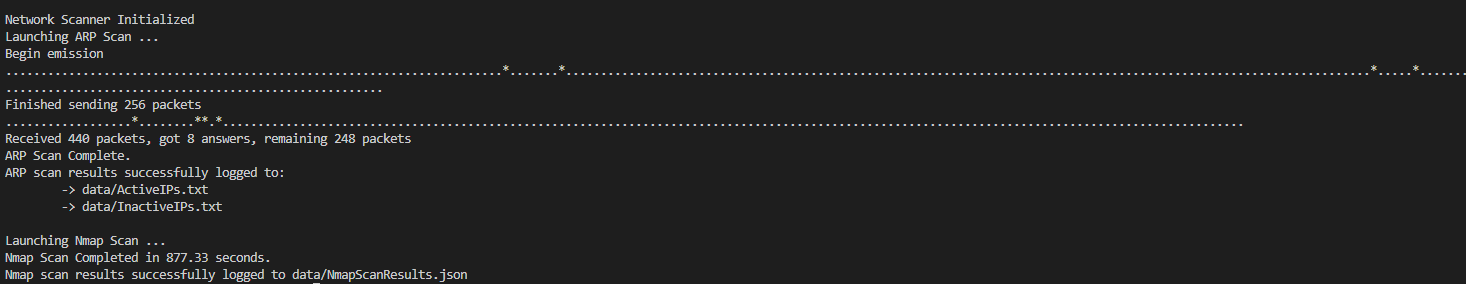 Network Scanner Initialized
Launching ARP Scan ...
Begin emission
.......................................................................*.......*...................................................................................................................*.....*.......
......................................................
Finished sending 256 packets
..................*........**.*..................................................................................................................................................
Received 440 packets, got 8 answers, remaining 248 packets
ARP Scan Complete.
ARP scan results successfully logged to:
-> data/ActiveIPs.txt
-> data/InactiveIPs.txt
Launching Nmap Scan ...
Nmap Scan Completed in 877.33 seconds.
Nmap scan results successfully logged to data/NmapScanResults.json